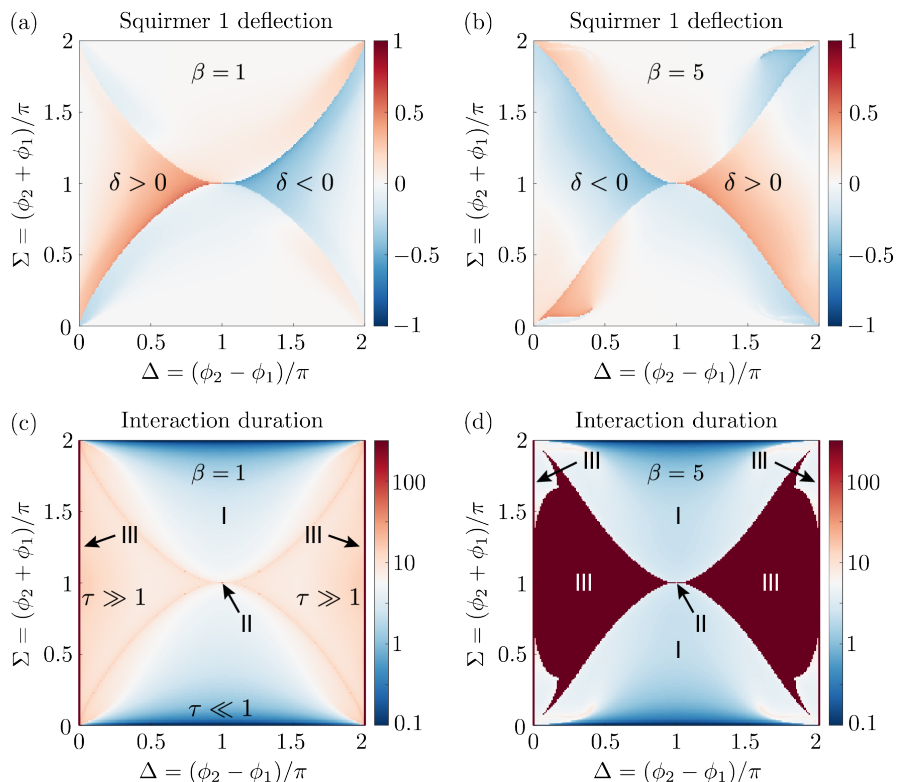 (a) Squirmer 1 deflection
β = 1
δ > 0
δ < 0
Σ = (ϕ₂ + ϕ₁)/π
2
1.5
1
0.5
0
0 0.5 1 1.5 2
Δ = (ϕ₂ − ϕ₁)/π
1
0.5
0
−0.5
−1
(b) Squirmer 1 deflection
β = 5
δ < 0
δ > 0
Σ = (ϕ₂ + ϕ₁)/π
2
1.5
1
0.5
0
0 0.5 1 1.5 2
Δ = (ϕ₂ − ϕ₁)/π
1
0.5
0
−0.5
−1
(c) Interaction duration
β = 1
I
III
III
τ ≫ 1
τ ≫ 1
II
τ ≪ 1
Σ = (ϕ₂ + ϕ₁)/π
2
1.5
1
0.5
0
0 0.5 1 1.5 2
Δ = (ϕ₂ − ϕ₁)/π
100
10
1
0.1
(d) Interaction duration
III
III
β = 5
I
III
III
II
I
Σ = (ϕ₂ + ϕ₁)/π
2
1.5
1
0.5
0
0 0.5 1 1.5 2
Δ = (ϕ₂ − ϕ₁)/π
100
10
1
0.1